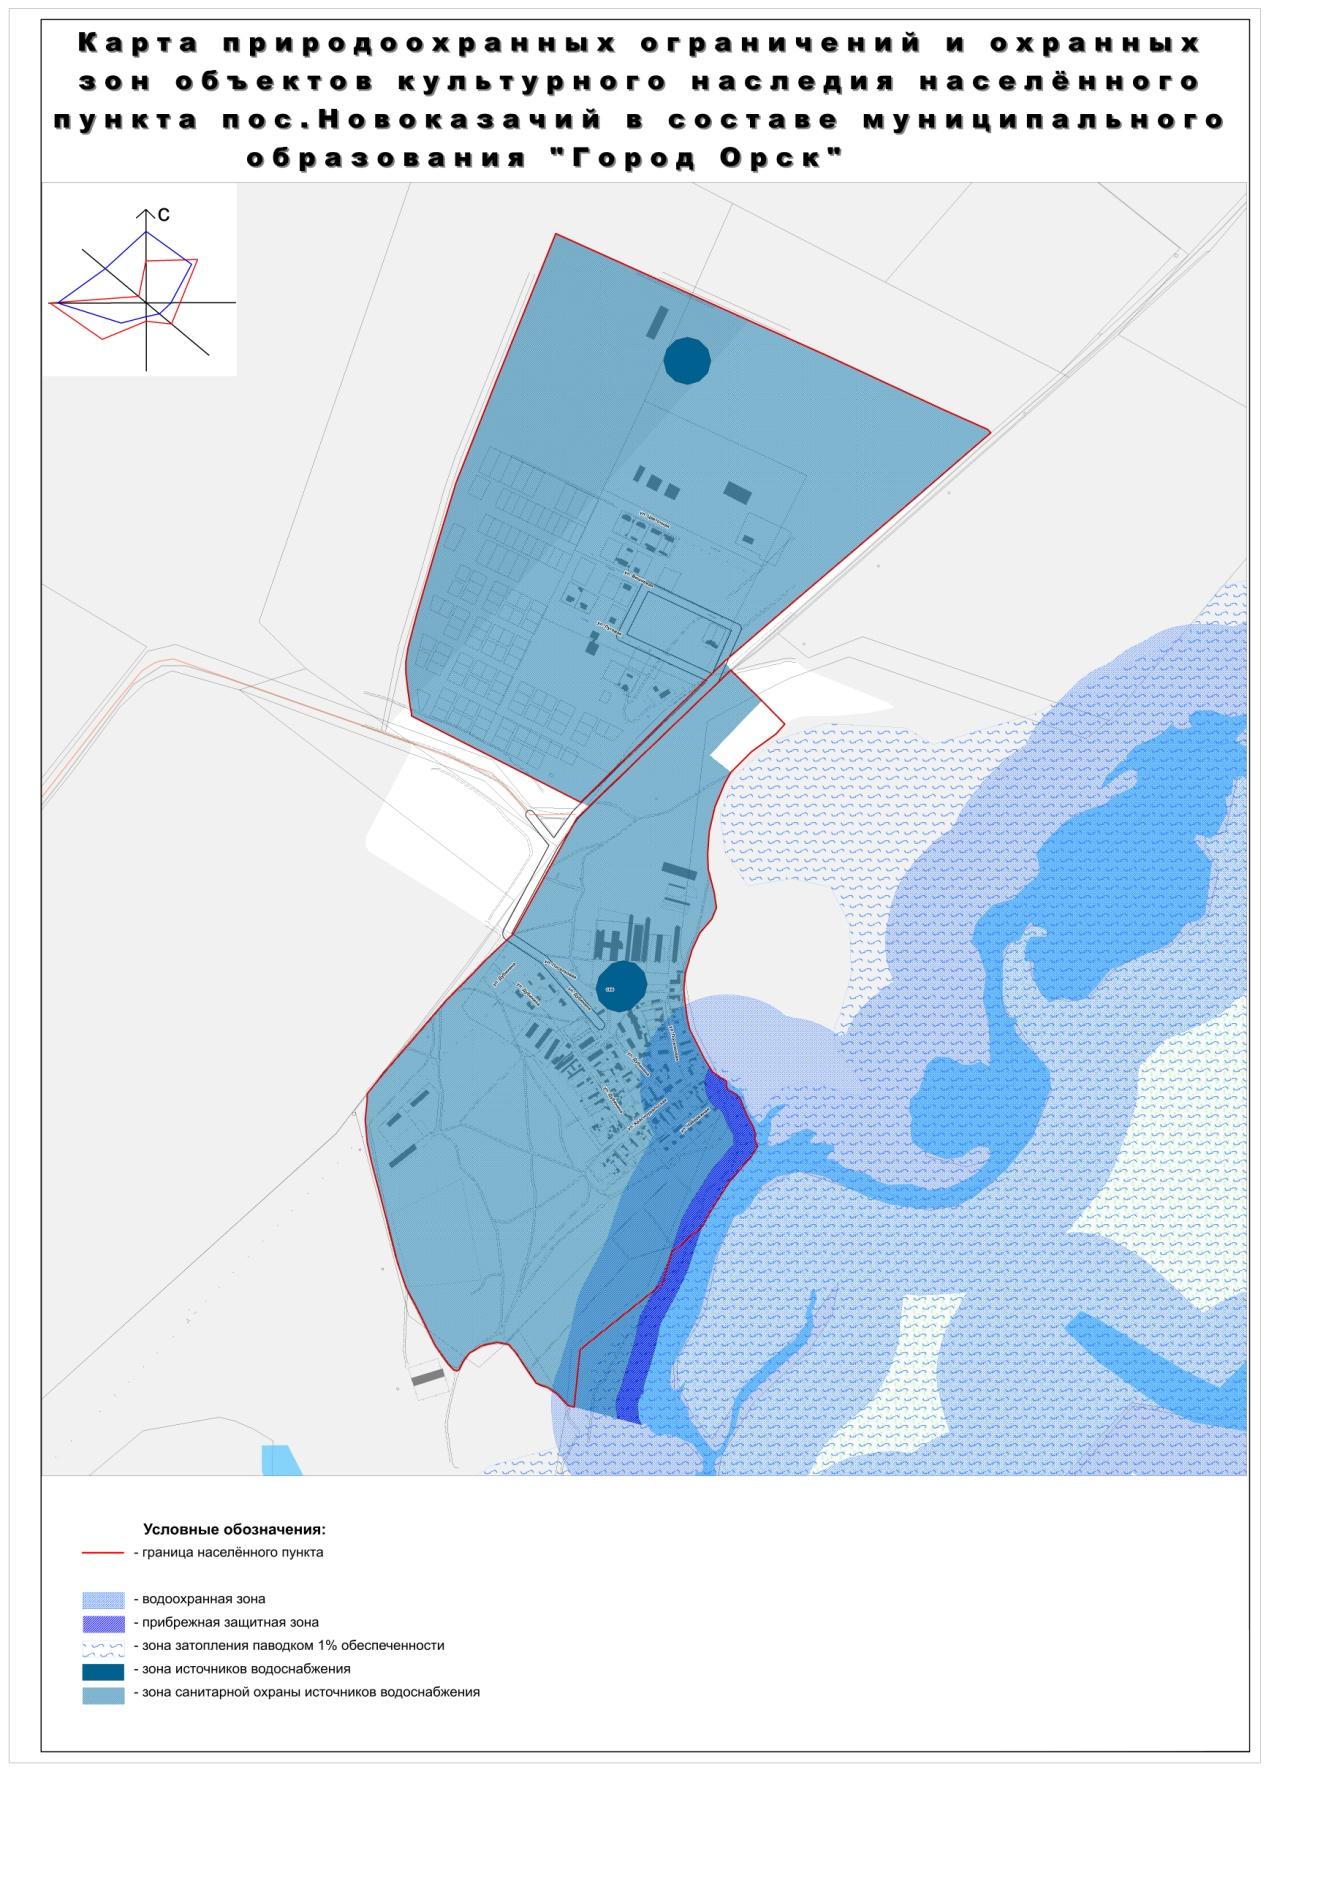 Карта природоохранных ограничений и охранных
зон объектов культурного наследия населённого
пункта пос.Новоказачий в составе муниципального
образования "Город Орск"
С
Условные обозначения:
- граница населённого пункта
- водоохранная зона
- прибрежная защитная зона
- зона затопления паводком 1% обеспеченности
- зона источников водоснабжения
- зона санитарной охраны источников водоснабжения